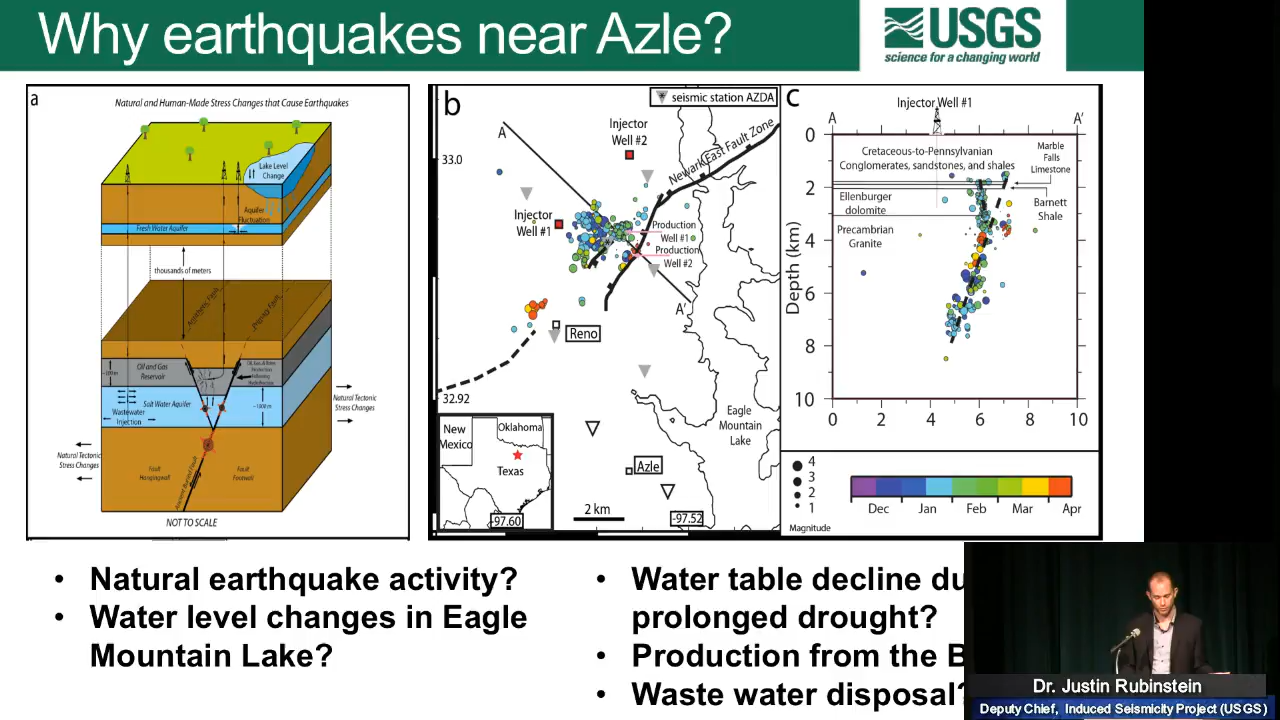 Why earthquakes near Azle?
USGS
science for a changing world
a
Natural and Human-Made Stress Changes that Cause Earthquakes
Lake Level
Change
Aquifer
Fluctuation
Fresh Water Aquifer
thousands of meters
Antithetic Fault
Oil and Gas
Reservoir
Salt Water Aquifer
Wastewater
Injection
Natural Tectonic
Stress Changes
Natural Tectonic
Stress Changes
Fault
Hangingwall
Fault
Footwall
NOT TO SCALE
b
seismic station AZDA
A
Injector
Well #2
33.0
Newark East Fault Zone
Injector
Well #1
Production
Well #1
Production
Well #2
A'
Reno
32.92
Eagle
Mountain
Lake
New
Mexico
Oklahoma
Texas
Azle
2 km
-97.60
-97.52
c
Injector Well #1
A
A'
0
2
4
6
8
10
Depth (km)
Cretaceous-to-Pennsylvanian
Conglomerates, sandstones, and shales
Marble
Falls
Limestone
Ellenburger
dolomite
Barnett
Shale
Precambrian
Granite
0 2 4 6 8 10
4
3
2
1
Magnitude
Dec Jan Feb Mar Apr
• Natural earthquake activity?
• Water level changes in Eagle
Mountain Lake?
• Water table decline du
prolonged drought?
• Production from the B
• Waste water disposal?
Dr. Justin Rubinstein
Deputy Chief, Induced Seismicity Project (USGS)